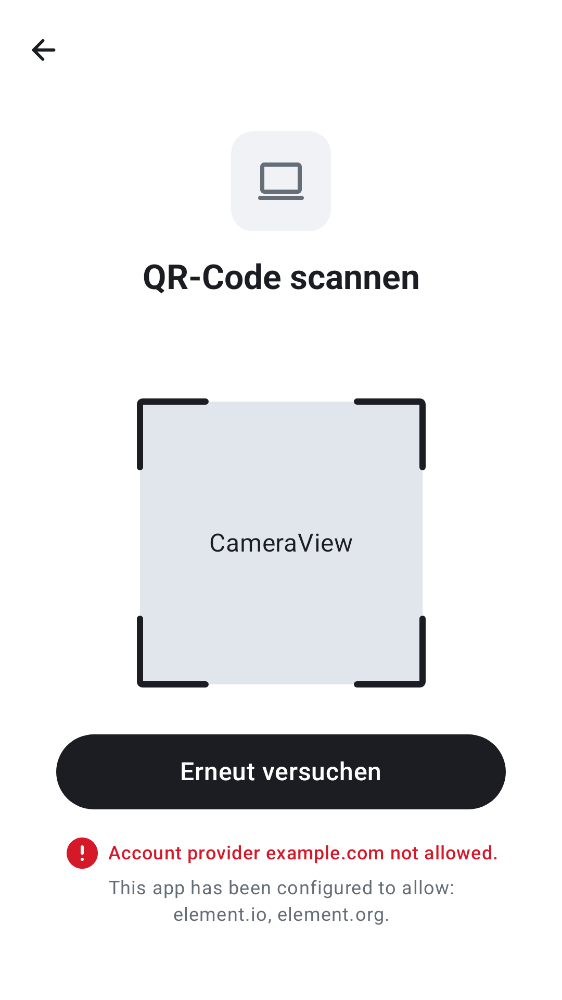 QR-Code scannen
CameraView
Erneut versuchen
Account provider example.com not allowed.
This app has been configured to allow:
element.io, element.org.